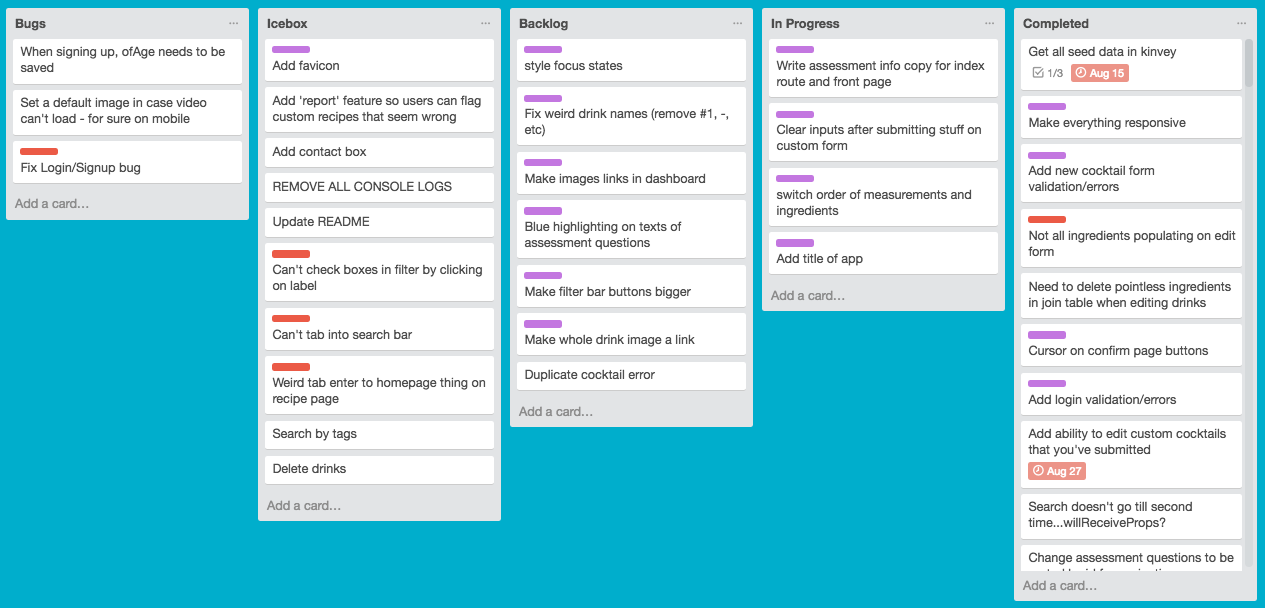 Bugs
When signing up, ofAge needs to be
saved
Set a default image in case video
can't load - for sure on mobile
Fix Login/Signup bug
Add a card...
Icebox
Add favicon
Add 'report' feature so users can flag
custom recipes that seem wrong
Add contact box
REMOVE ALL CONSOLE LOGS
Update README
Can't check boxes in filter by clicking
on label
Can't tab into search bar
Weird tab enter to homepage thing on
recipe page
Search by tags
Delete drinks
Add a card...
Backlog
style focus states
Fix weird drink names (remove #1, -,
etc)
Make images links in dashboard
Blue highlighting on texts of
assessment questions
Make filter bar buttons bigger
Make whole drink image a link
Duplicate cocktail error
Add a card...
In Progress
Write assessment info copy for index
route and front page
Clear inputs after submitting stuff on
custom form
switch order of measurements and
ingredients
Add title of app
Add a card...
Completed
Get all seed data in kinvey
1/3 Aug 15
Make everything responsive
Add new cocktail form
validation/errors
Not all ingredients populating on edit
form
Need to delete pointless ingredients
in join table when editing drinks
Cursor on confirm page buttons
Add login validation/errors
Add ability to edit custom cocktails
that you've submitted
Aug 27
Search doesn't go till second
time...willReceiveProps?
Change assessment questions to be
Add a card...